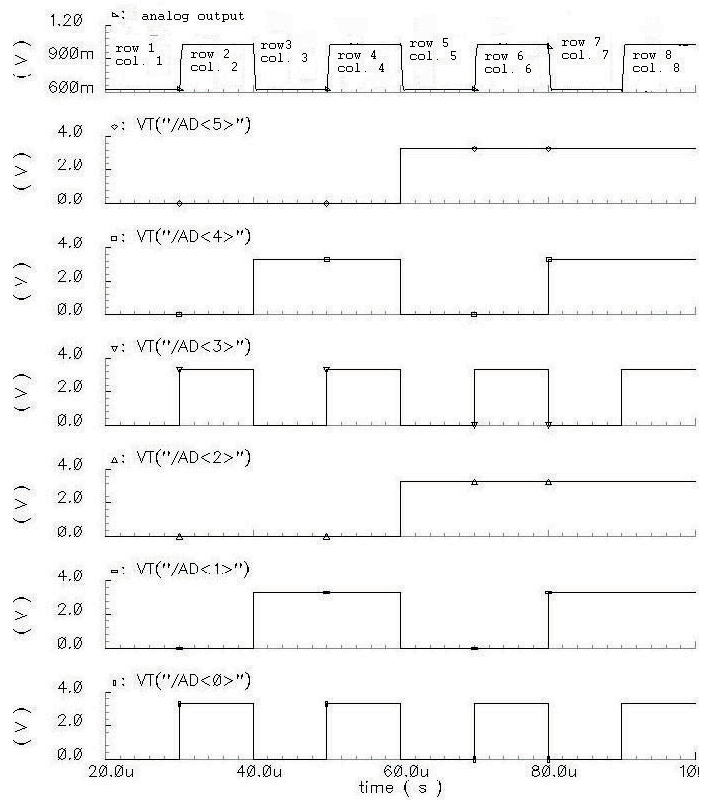 1.20
analog output
(V)
900m
600m
row 1
col. 1
row 2
col. 2
row3
col. 3
row 4
col. 4
row 5
col. 5
row 6
col. 6
row 7
col. 7
row 8
col. 8
4.0
: VT("/AD<5>")
(V)
2.0
0.0
4.0
: VT("/AD<4>")
(V)
2.0
0.0
4.0
: VT("/AD<3>")
(V)
2.0
0.0
4.0
: VT("/AD<2>")
(V)
2.0
0.0
4.0
: VT("/AD<1>")
(V)
2.0
0.0
4.0
: VT("/AD<0>")
(V)
2.0
0.0
20.0u 40.0u 60.0u 80.0u
time ( s )